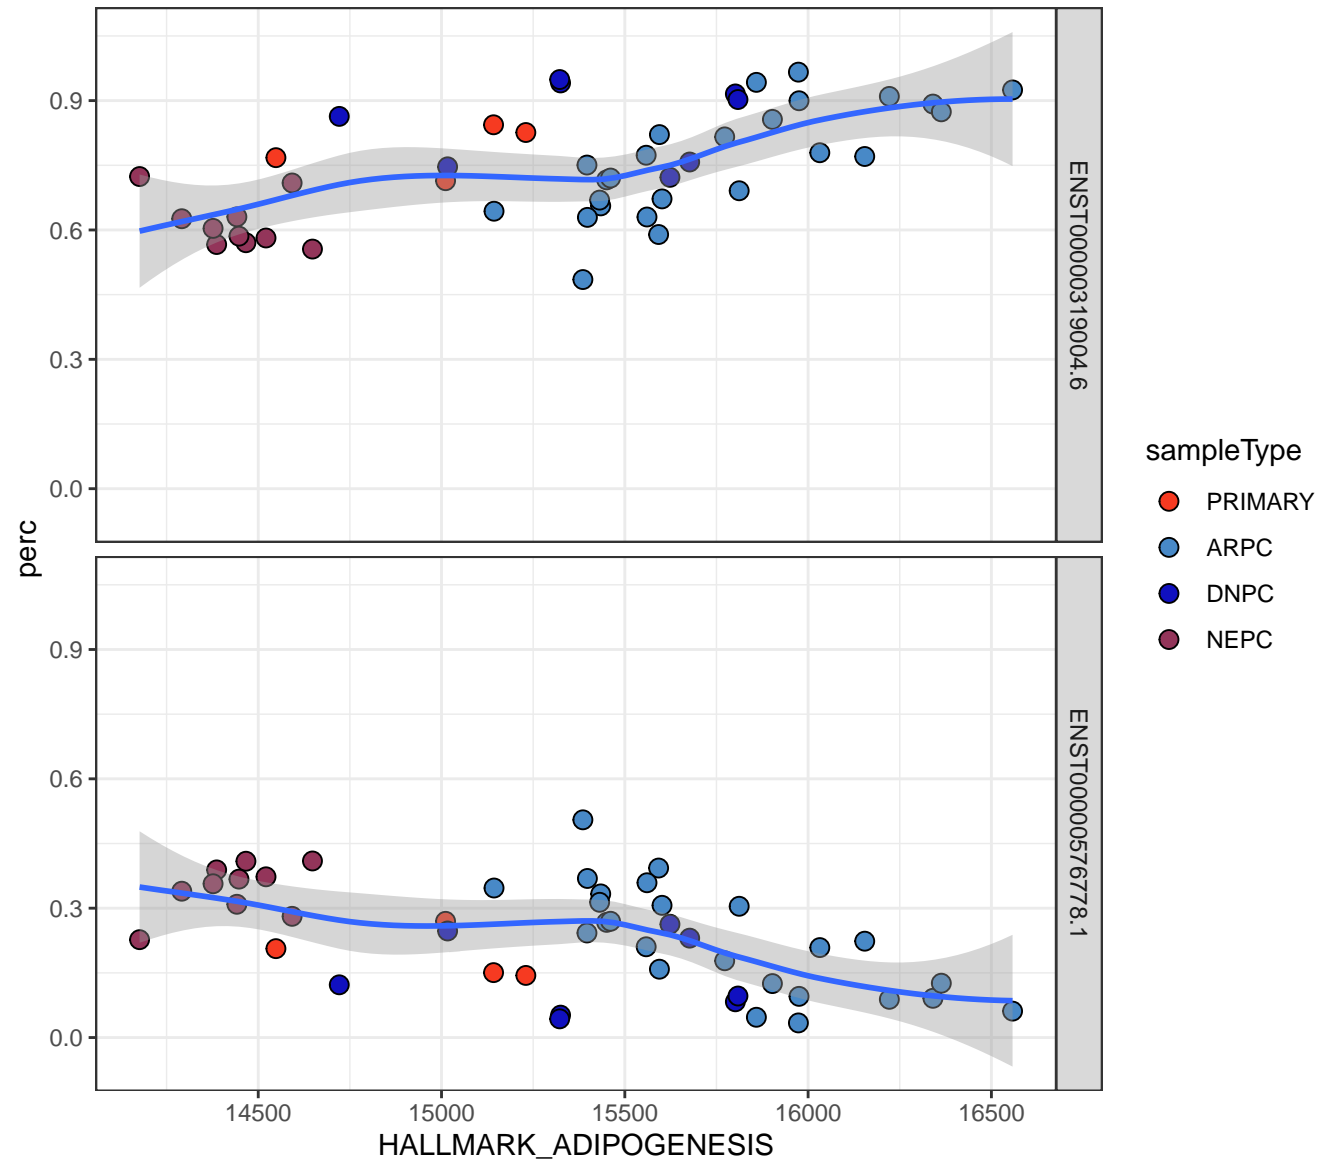 0.9
0.6
0.3
0.0
ENST00000319004.6
perc
0.9
0.6
0.3
0.0
ENST00000576778.1
14500 15000 15500 16000 16500
HALLMARK_ADIPOGENESIS
sampleType
PRIMARY
ARPC
DNPC
NEPC